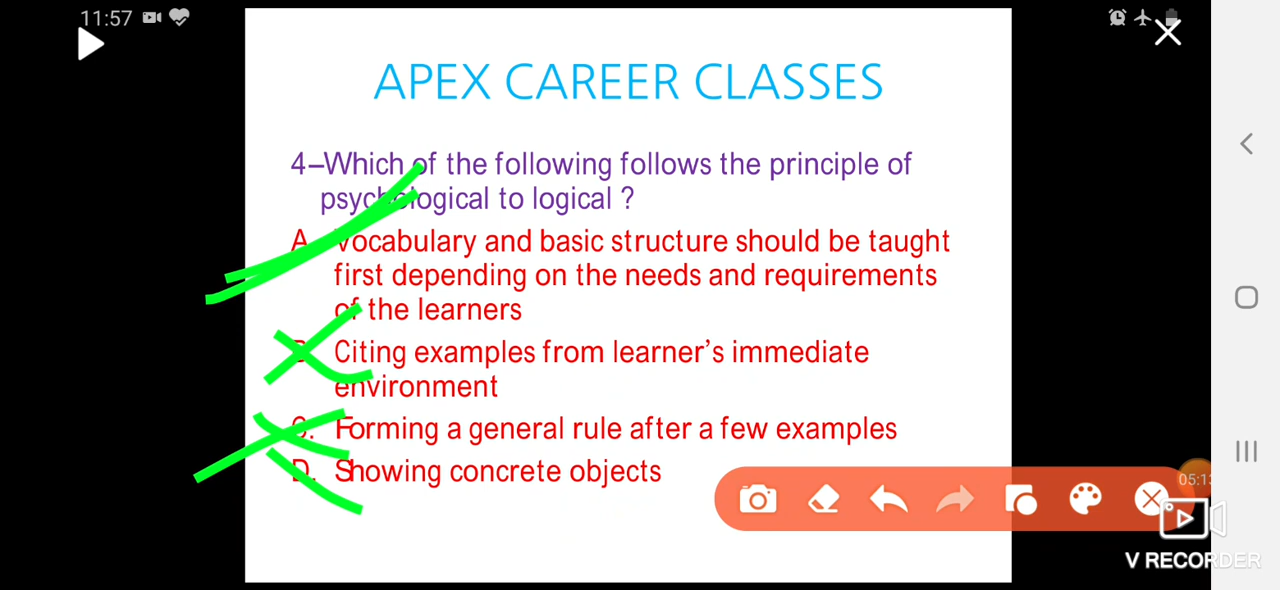 11:57
APEX CAREER CLASSES
4–Which of the following follows the principle of
psychological to logical ?
A. Vocabulary and basic structure should be taught
first depending on the needs and requirements
of the learners
B. Citing examples from learner's immediate
environment
C. Forming a general rule after a few examples
D. Showing concrete objects
05:13
V RECORDER